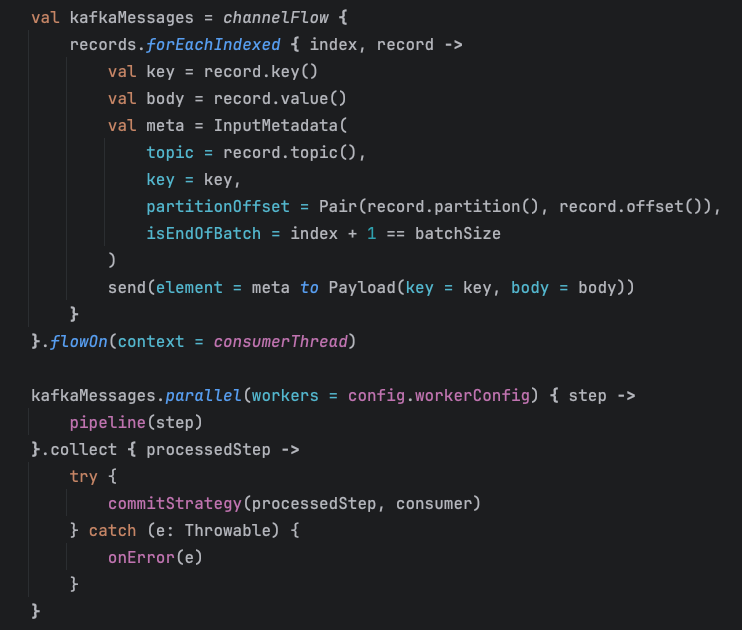 val kafkaMessages = channelFlow {
    records.forEachIndexed { index, record ->
        val key = record.key()
        val body = record.value()
        val meta = InputMetadata(
            topic = record.topic(),
            key = key,
            partitionOffset = Pair(record.partition(), record.offset()),
            isEndOfBatch = index + 1 == batchSize
        )
        send(element = meta to Payload(key = key, body = body))
    }
}.flowOn(context = consumerThread)

kafkaMessages.parallel(workers = config.workerConfig) { step ->
    pipeline(step)
}.collect { processedStep ->
    try {
        commitStrategy(processedStep, consumer)
    } catch (e: Throwable) {
        onError(e)
    }
}